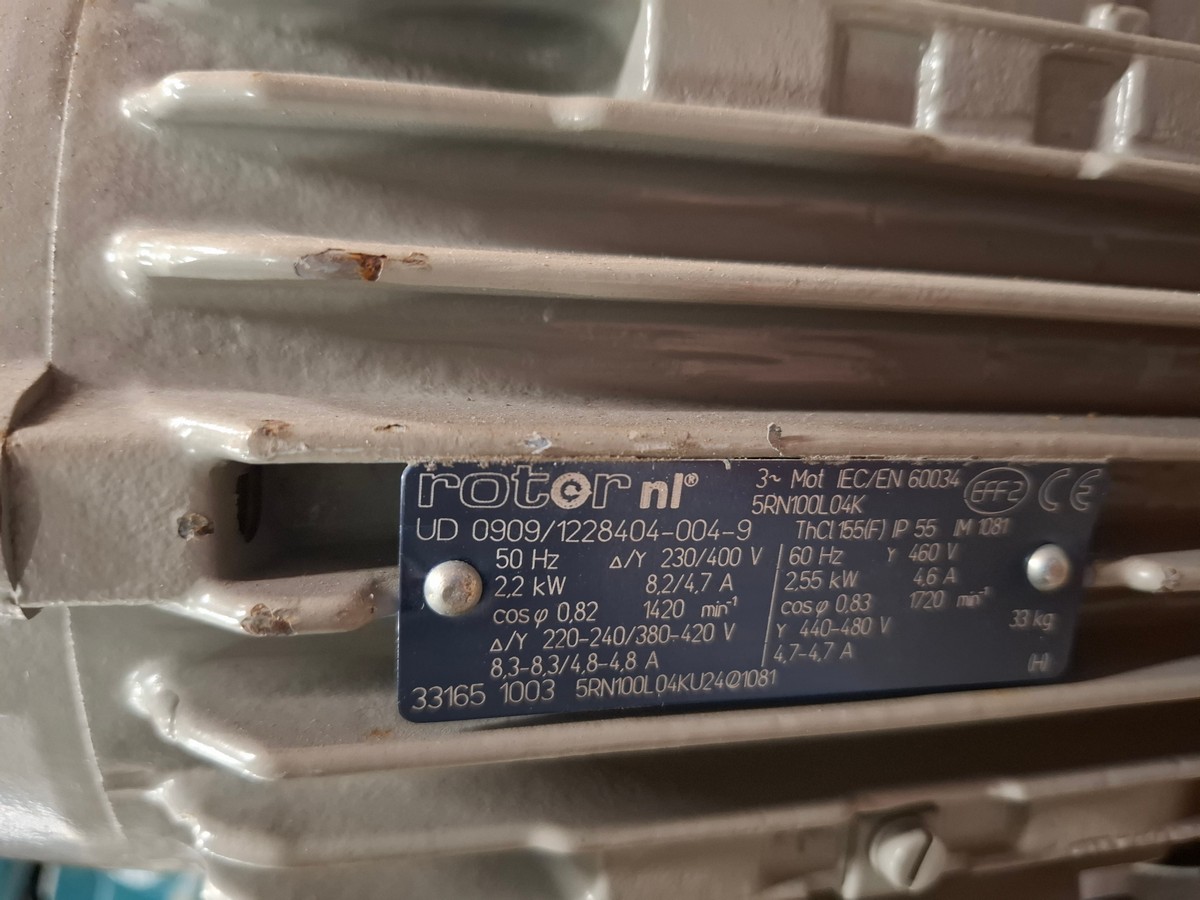 rotor nl® 3~ Mot IEC/EN 60034 EFF2 CE
5RN100L04K
UD 0909/1228404-004-9 ThCl 155(F) IP 55 IM 1081
50 Hz Δ/Y 230/400 V 60 Hz Y 460 V
2,2 kW 8,2/4,7 A 2,55 kW 4,6 A
cos φ 0,82 1420 min⁻¹ cos φ 0,83 1720 min⁻¹
Δ/Y 220-240/380-420 V Y 440-480 V 33 kg
8,3-8,3/4,8-4,8 A 4,7-4,7 A (H)
33165 1003 5RN100L04KU24Z1081